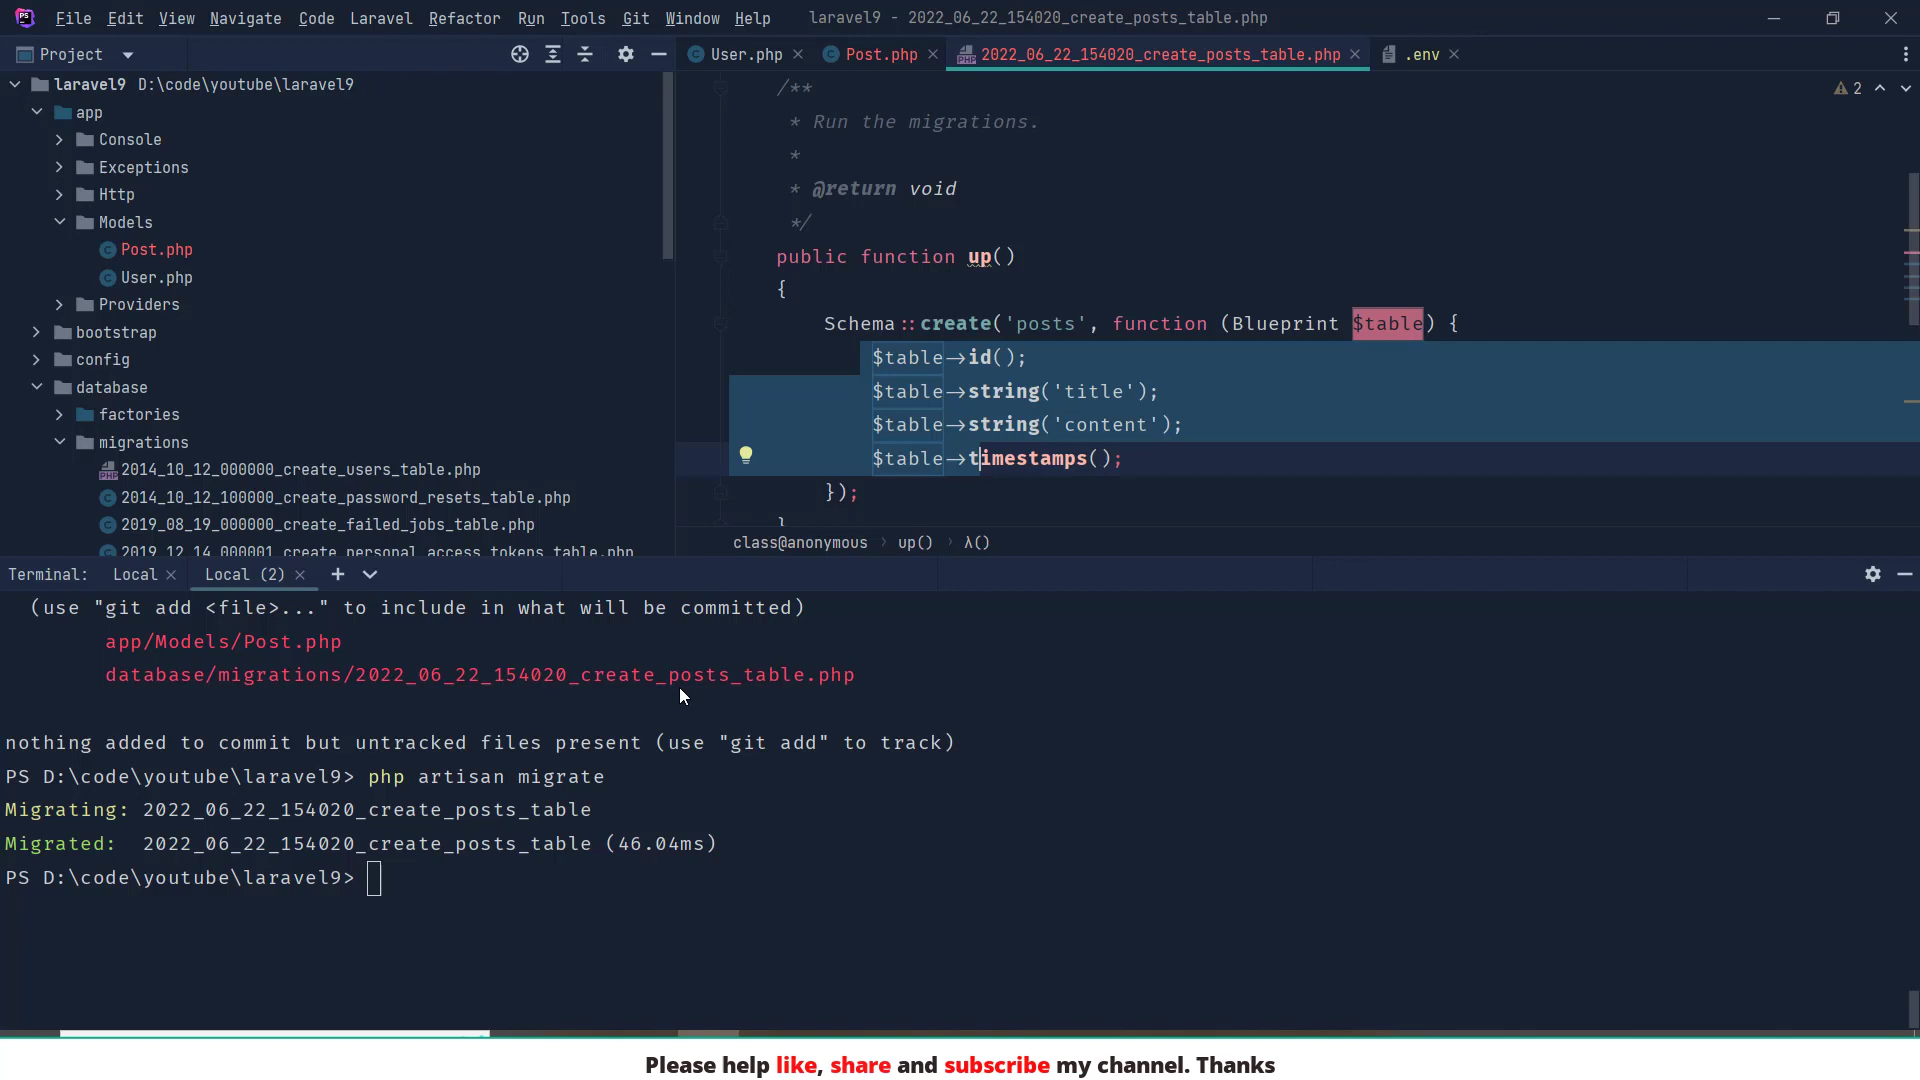 File Edit View Navigate Code Laravel Refactor Run Tools Git Window Help laravel9 - 2022_06_22_154020_create_posts_table.php
Project
User.php
Post.php
2022_06_22_154020_create_posts_table.php
.env
laravel9 D:\code\youtube\laravel9
app
Console
Exceptions
Http
Models
Post.php
User.php
Providers
bootstrap
config
database
factories
migrations
2014_10_12_000000_create_users_table.php
2014_10_12_100000_create_password_resets_table.php
2019_08_19_000000_create_failed_jobs_table.php
2019_12_14_000001_create_personal_access_tokens_table.php
2
/**
* Run the migrations.
*
* @return void
*/
public function up()
{
Schema::create('posts', function (Blueprint $table) {
$table->id();
$table->string('title');
$table->string('content');
$table->timestamps();
});
}
class@anonymous › up() › λ()
Terminal: Local Local (2)
(use "git add <file>..." to include in what will be committed)
app/Models/Post.php
database/migrations/2022_06_22_154020_create_posts_table.php
nothing added to commit but untracked files present (use "git add" to track)
PS D:\code\youtube\laravel9> php artisan migrate
Migrating: 2022_06_22_154020_create_posts_table
Migrated: 2022_06_22_154020_create_posts_table (46.04ms)
PS D:\code\youtube\laravel9>
Please help like, share and subscribe my channel. Thanks